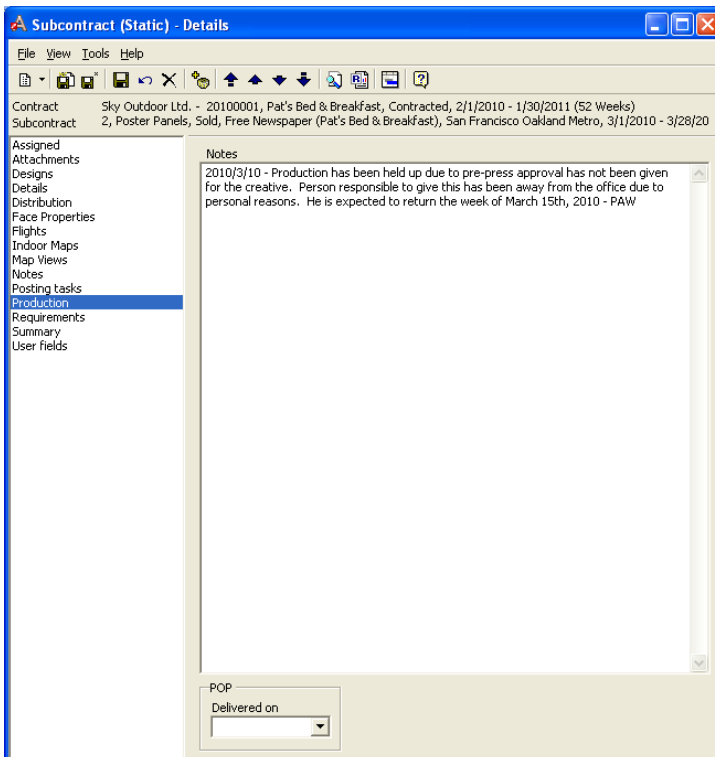 Subcontract (Static) - Details
File View Tools Help
Contract Sky Outdoor Ltd. - 20100001, Pat's Bed & Breakfast, Contracted, 2/1/2010 - 1/30/2011 (52 Weeks)
Subcontract 2, Poster Panels, Sold, Free Newspaper (Pat's Bed & Breakfast), San Francisco Oakland Metro, 3/1/2010 - 3/28/20
Assigned
Attachments
Designs
Details
Distribution
Face Properties
Flights
Indoor Maps
Map Views
Notes
Posting tasks
Production
Requirements
Summary
User fields
Notes
2010/3/10 - Production has been held up due to pre-press approval has not been given
for the creative. Person responsible to give this has been away from the office due to
personal reasons. He is expected to return the week of March 15th, 2010 - PAW
POP
Delivered on